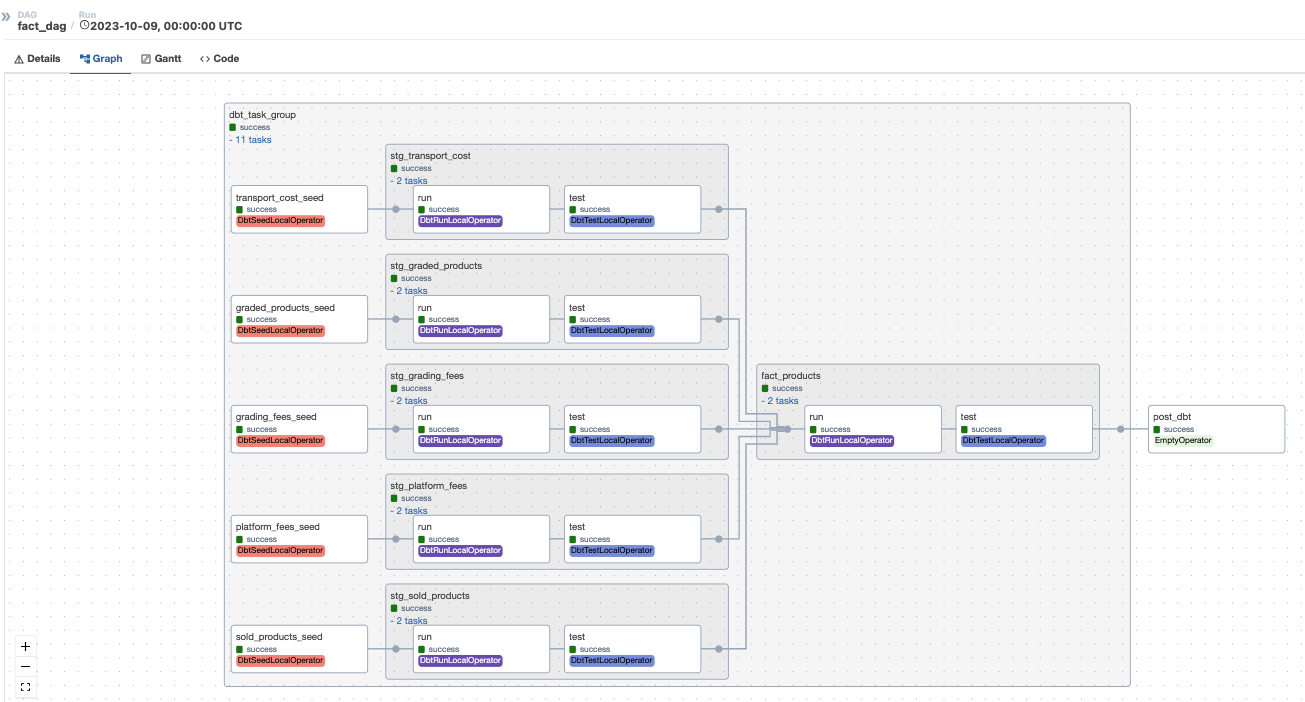 DAG
fact_dag / Run
2023-10-09, 00:00:00 UTC
Details Graph Gantt Code
dbt_task_group
success
- 11 tasks
stg_transport_cost
success
- 2 tasks
transport_cost_seed
success
DbtSeedLocalOperator
run
success
DbtRunLocalOperator
test
success
DbtTestLocalOperator
stg_graded_products
success
- 2 tasks
graded_products_seed
success
DbtSeedLocalOperator
run
success
DbtRunLocalOperator
test
success
DbtTestLocalOperator
stg_grading_fees
success
- 2 tasks
grading_fees_seed
success
DbtSeedLocalOperator
run
success
DbtRunLocalOperator
test
success
DbtTestLocalOperator
fact_products
success
- 2 tasks
run
success
DbtRunLocalOperator
test
success
DbtTestLocalOperator
post_dbt
success
EmptyOperator
stg_platform_fees
success
- 2 tasks
platform_fees_seed
success
DbtSeedLocalOperator
run
success
DbtRunLocalOperator
test
success
DbtTestLocalOperator
stg_sold_products
success
- 2 tasks
sold_products_seed
success
DbtSeedLocalOperator
run
success
DbtRunLocalOperator
test
success
DbtTestLocalOperator